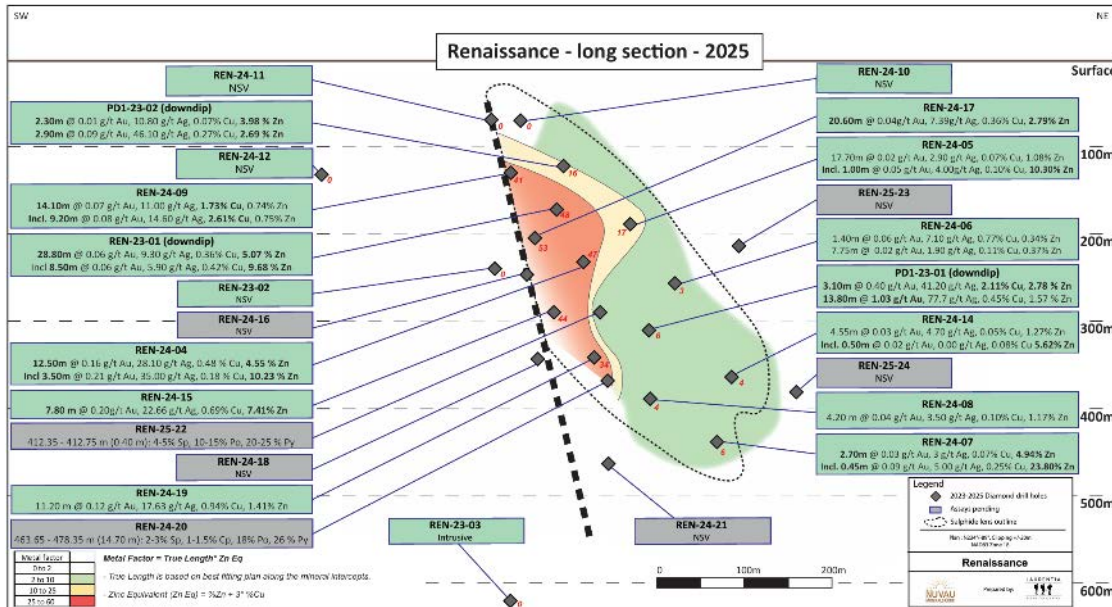 SW
NE
Renaissance - long section - 2025
Surface
100m
200m
300m
400m
500m
600m
REN-24-11
NSV
PD1-23-02 (downdip)
2.30m @ 0.01 g/t Au, 10.80 g/t Ag, 0.07% Cu, 3.98 % Zn
2.90m @ 0.09 g/t Au, 46.10 g/t Ag, 0.27% Cu, 2.69 % Zn
REN-24-12
NSV
REN-24-09
14.10m @ 0.07 g/t Au, 11.00 g/t Ag, 1.73% Cu, 0.74% Zn
Incl. 9.20m @ 0.08 g/t Au, 14.60 g/t Ag, 2.61% Cu, 0.75% Zn
REN-23-01 (downdip)
28.80m @ 0.06 g/t Au, 9.30 g/t Ag, 0.36% Cu, 5.07 % Zn
Incl 8.50m @ 0.06 g/t Au, 5.90 g/t Ag, 0.42% Cu, 9.68 % Zn
REN-23-02
NSV
REN-24-16
NSV
REN-24-04
12.50m @ 0.16 g/t Au, 28.10 g/t Ag, 0.48 % Cu, 4.55 % Zn
Incl 3.50m @ 0.21 g/t Au, 35.00 g/t Ag, 0.18 % Cu, 10.23 % Zn
REN-24-15
7.80 m @ 0.20g/t Au, 22.66 g/t Ag, 0.69% Cu, 7.41% Zn
REN-25-22
412.35 - 412.75 m (0.40 m): 4-5% Sp, 10-15% Po, 20-25 % Py
REN-24-18
NSV
REN-24-19
11.20 m @ 0.12 g/t Au, 17.63 g/t Ag, 0.94% Cu, 1.41% Zn
REN-24-20
463.65 - 478.35 m (14.70 m): 2-3% Sp, 1-1.5% Cp, 18% Po, 26 % Py
REN-24-10
NSV
REN-24-17
20.60m @ 0.04g/t Au, 7.39g/t Ag, 0.36% Cu, 2.79% Zn
REN-24-05
17.70m @ 0.02 g/t Au, 2.90 g/t Ag, 0.07% Cu, 1.08% Zn
Incl. 1.00m @ 0.05 g/t Au, 4.00g/t Ag, 0.10% Cu, 10.30% Zn
REN-25-23
NSV
REN-24-06
1.40m @ 0.06 g/t Au, 7.10 g/t Ag, 0.77% Cu, 0.34% Zn
7.75m @ 0.02 g/t Au, 1.90 g/t Ag, 0.11% Cu, 0.37% Zn
PD1-23-01 (downdip)
3.10m @ 0.40 g/t Au, 41.20 g/t Ag, 2.11% Cu, 2.78 % Zn
13.80m @ 1.03 g/t Au, 77.7 g/t Ag, 0.45% Cu, 1.57 % Zn
REN-24-14
4.55m @ 0.03 g/t Au, 4.70 g/t Ag, 0.05% Cu, 1.27% Zn
Incl. 0.50m @ 0.02 g/t Au, 0.00 g/t Ag, 0.08% Cu 5.62% Zn
REN-25-24
NSV
REN-24-08
4.20 m @ 0.04 g/t Au, 3.50 g/t Ag, 0.10% Cu, 1.17% Zn
REN-24-07
2.70m @ 0.03 g/t Au, 3 g/t Ag, 0.07% Cu, 4.94% Zn
Incl. 0.45m @ 0.09 g/t Au, 5.00 g/t Ag, 0.25% Cu, 23.80% Zn
REN-23-03
Intrusive
REN-24-21
NSV
0
0
0
41
16
48
17
53
47
0
3
44
6
34
4
4
6
0
Metal factor
0 to 2
2 to 10
10 to 25
25 to 60
Metal Factor = True Length* Zn Eq
- True Length is based on best fitting plan along the mineral intercepts.
- Zinc Equivalent (Zn Eq) = %Zn + 3* %Cu
0 100m 200m
Legend
2023-2025 Diamond drill holes
Assays pending
Sulphide lens outline
Renaissance
NUVAU
Prepared by:
LAURENTIA